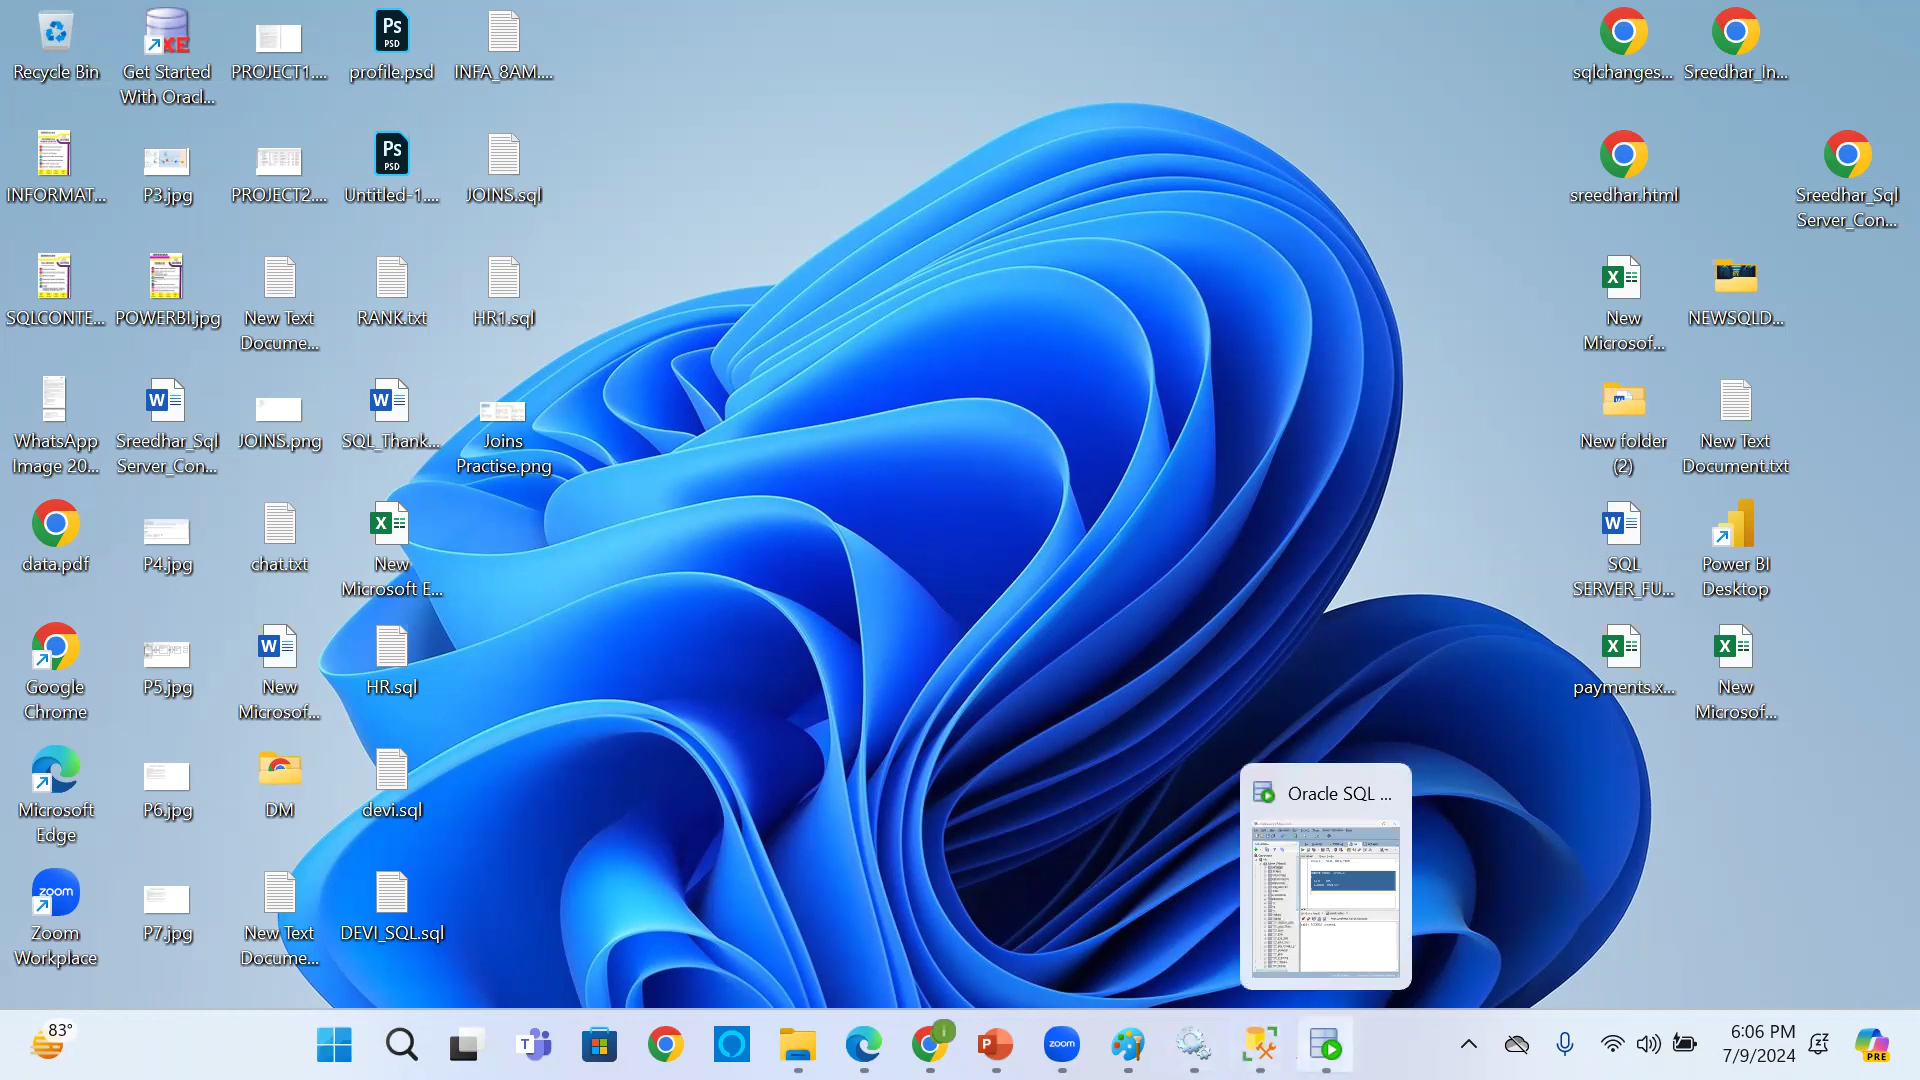 Recycle Bin
Get Started
With Oracl...
PROJECT1....
profile.psd
INFA_8AM....
INFORMAT...
P3.jpg
PROJECT2....
Untitled-1....
JOINS.sql
SQLCONTE...
POWERBI.jpg
New Text
Docume...
RANK.txt
HR1.sql
WhatsApp
Image 20...
Sreedhar_Sql
Server_Con...
JOINS.png
SQL_Thank...
Joins
Practise.png
data.pdf
P4.jpg
chat.txt
New
Microsoft E...
Google
Chrome
P5.jpg
New
Microsof...
HR.sql
Microsoft
Edge
P6.jpg
DM
devi.sql
zoom
Zoom
Workplace
P7.jpg
New Text
Docume...
DEVI_SQL.sql
sqlchanges...
Sreedhar_In...
sreedhar.html
Sreedhar_Sql
Server_Con...
New
Microsof...
NEWSQLD...
New folder
(2)
New Text
Document.txt
SQL
SERVER_FU...
Power BI
Desktop
payments.x...
New
Microsof...
Oracle SQL ...
83°
zoom
6:06 PM
7/9/2024
PRE